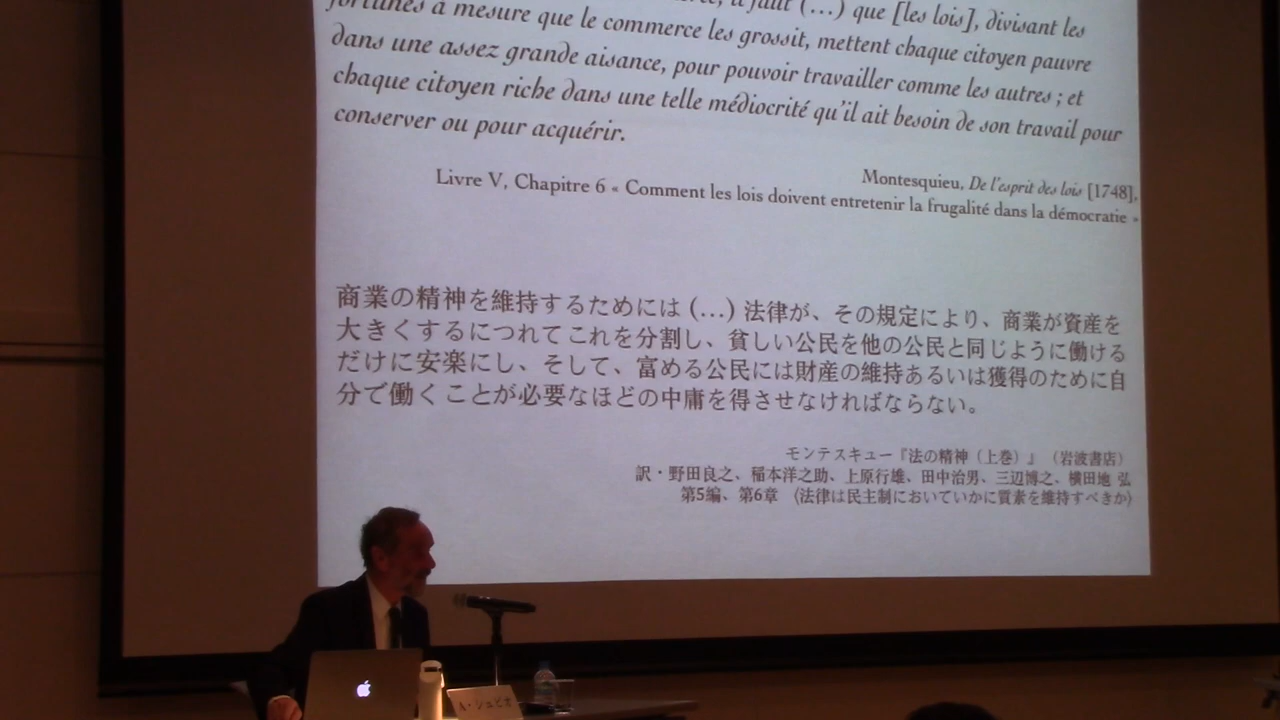 il faut (…) que [les lois], divisant les
fortunes à mesure que le commerce les grossit, mettent chaque citoyen pauvre
dans une assez grande aisance, pour pouvoir travailler comme les autres ; et
chaque citoyen riche dans une telle médiocrité qu'il ait besoin de son travail pour
conserver ou pour acquérir.
Montesquieu, De l'esprit des lois [1748],
Livre V, Chapitre 6 « Comment les lois doivent entretenir la frugalité dans la démocratie »
商業の精神を維持するためには (…) 法律が、その規定により、商業が資産を
大きくするにつれてこれを分割し、貧しい公民を他の公民と同じように働ける
だけに安楽にし、そして、富める公民には財産の維持あるいは獲得のために自
分で働くことが必要なほどの中庸を得させなければならない。
モンテスキュー『法の精神（上巻）』（岩波書店）
訳・野田良之、稲本洋之助、上原行雄、田中治男、三辺博之、横田地 弘
第5編、第6章 〈法律は民主制においていかに質素を維持すべきか〉
A・シュピオ